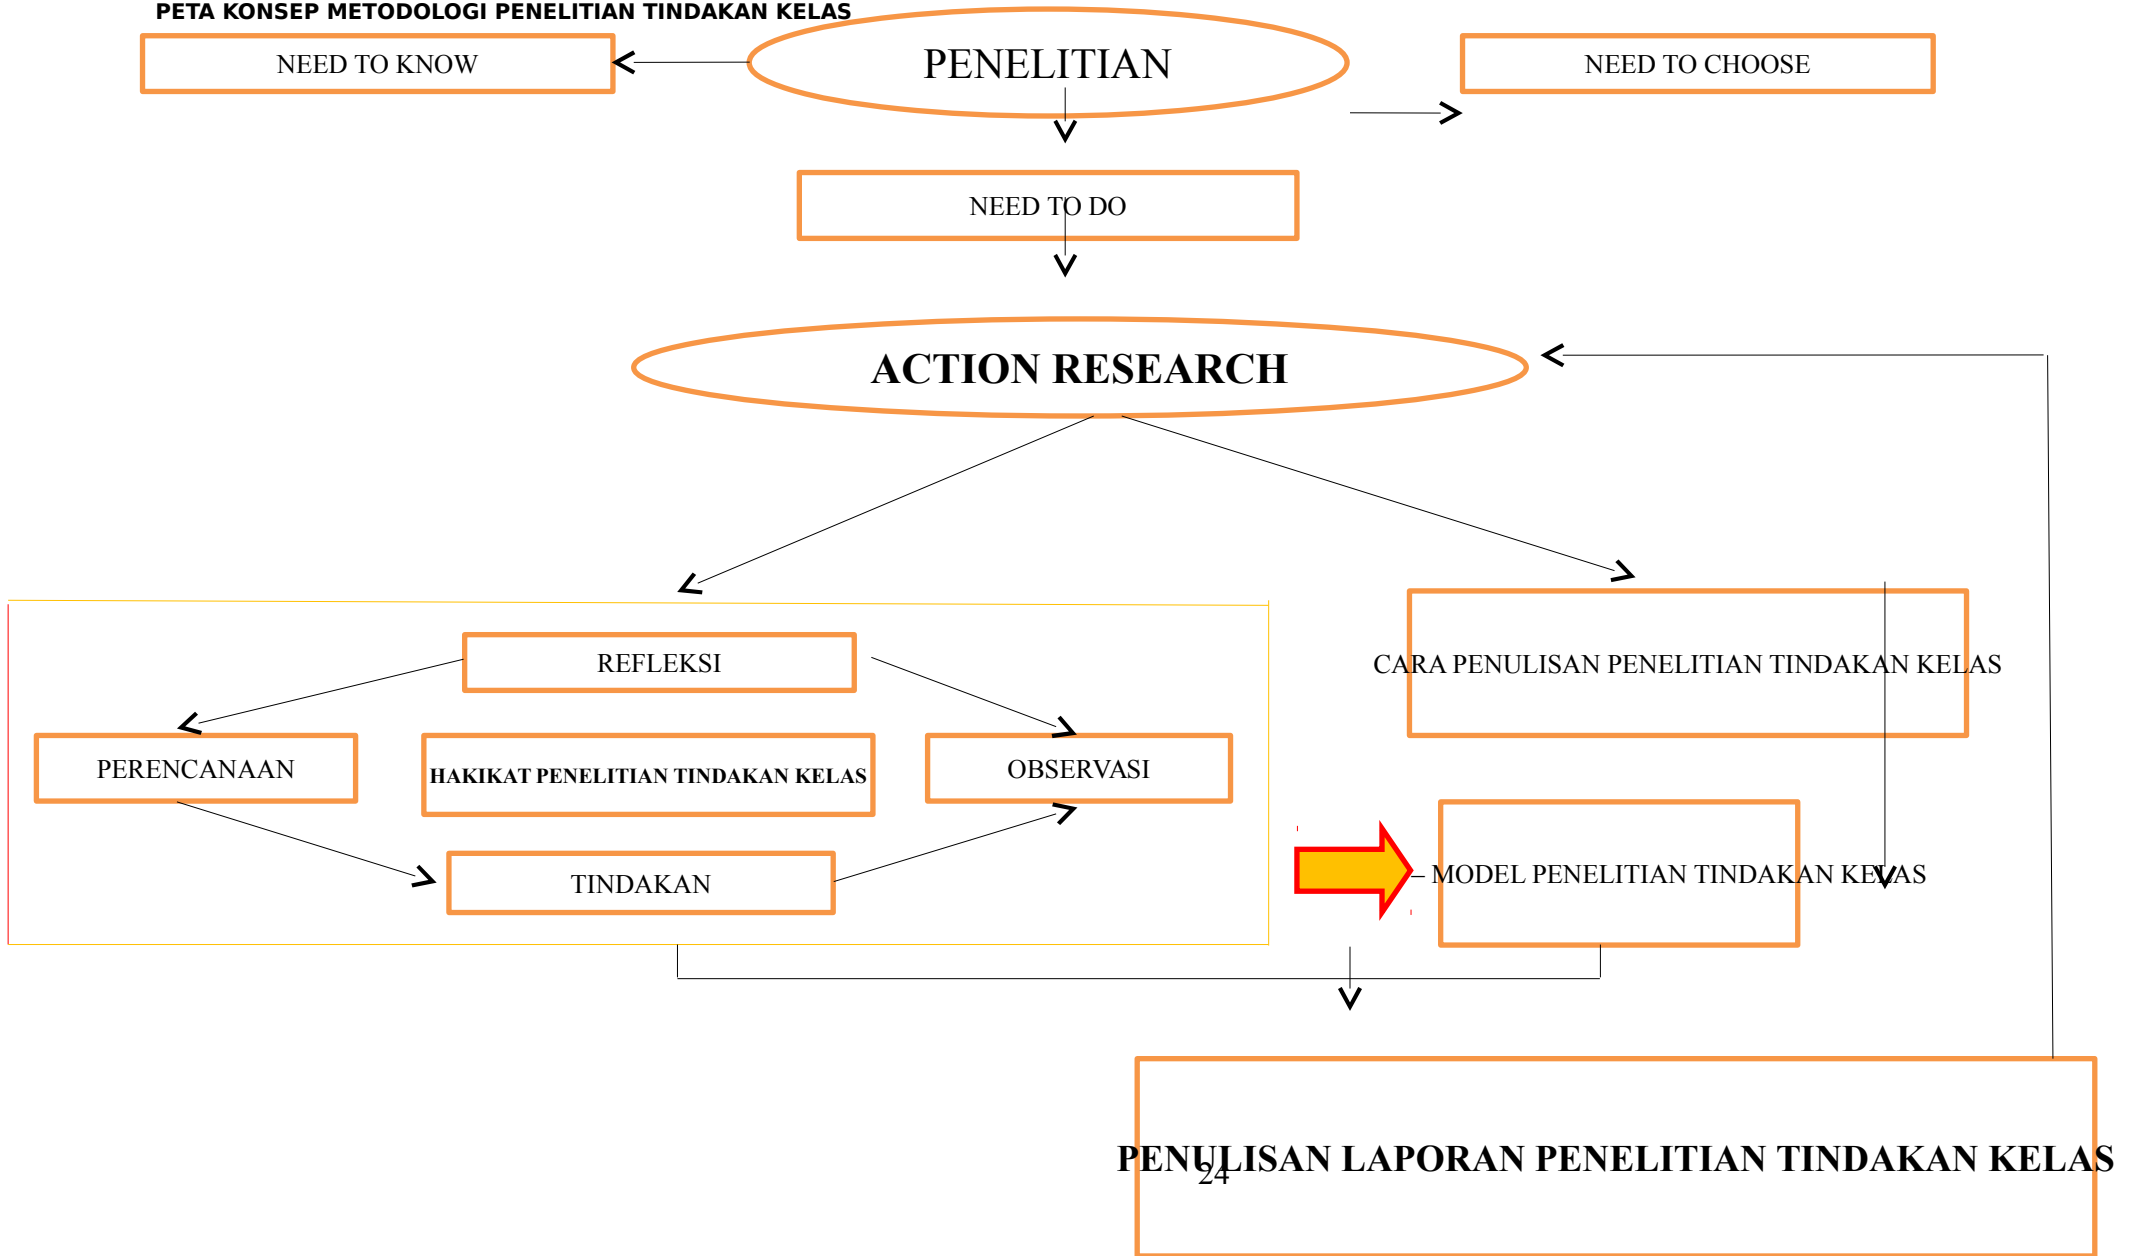 PETA KONSEP METODOLOGI PENELITIAN TINDAKAN KELAS
NEED TO KNOW
PENELITIAN
NEED TO CHOOSE
NEED TO DO
ACTION RESEARCH
REFLEKSI
CARA PENULISAN PENELITIAN TINDAKAN KELAS
PERENCANAAN
HAKIKAT PENELITIAN TINDAKAN KELAS
OBSERVASI
TINDAKAN
MODEL PENELITIAN TINDAKAN KELAS
PENULISAN LAPORAN PENELITIAN TINDAKAN KELAS
24